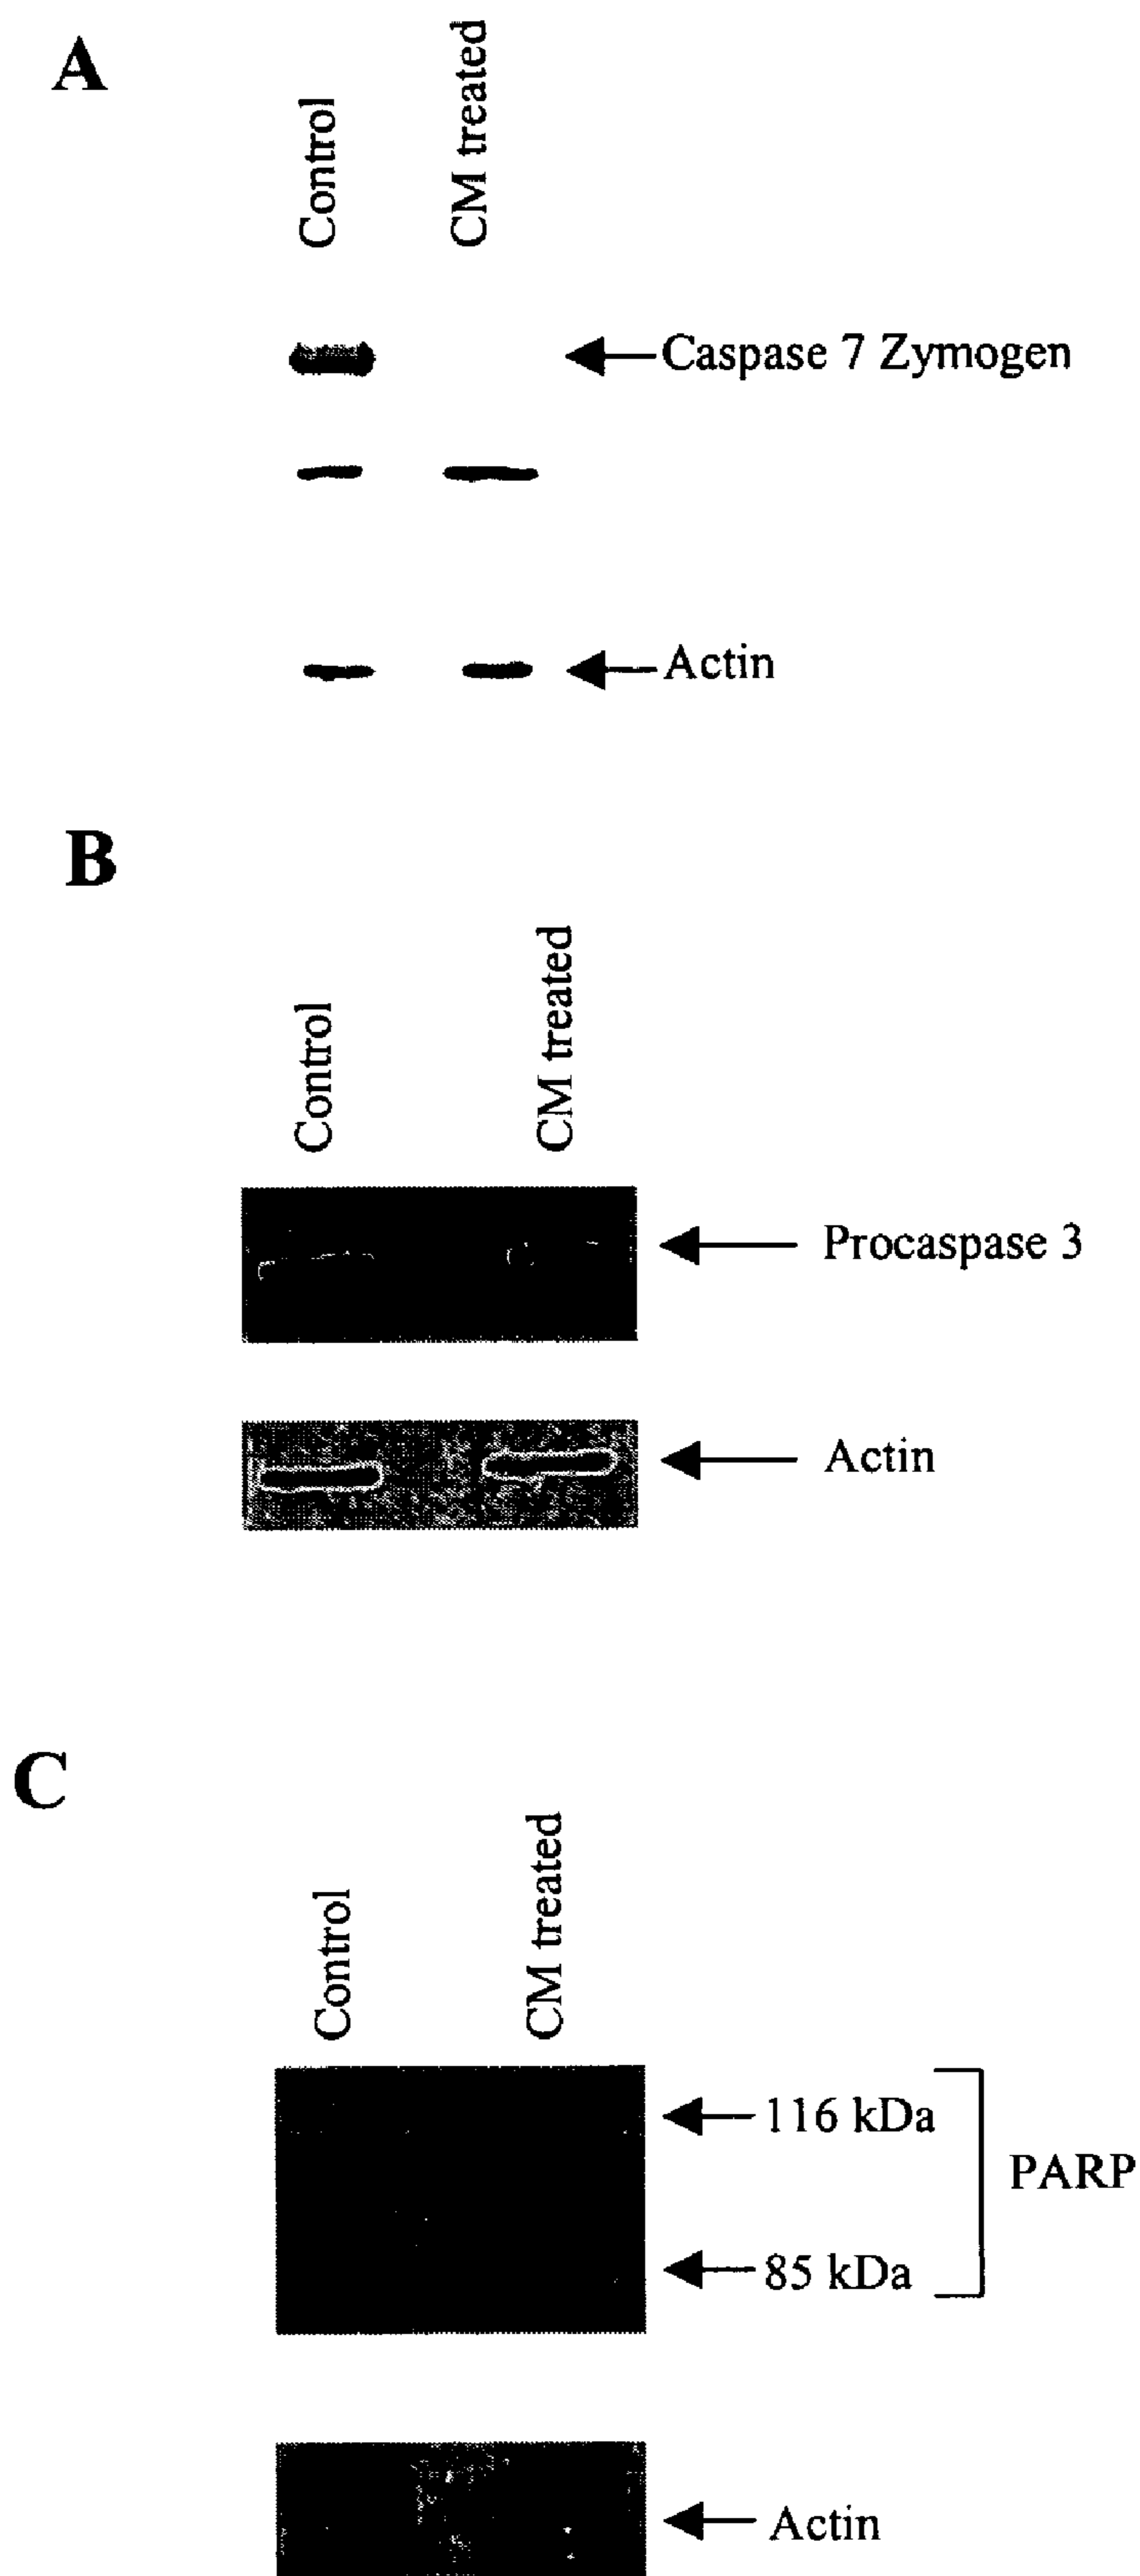 A
Control
CM treated
Caspase 7 Zymogen
Actin
B
Control
CM treated
Procaspase 3
Actin
C
Control
CM treated
116 kDa
PARP
85 kDa
Actin